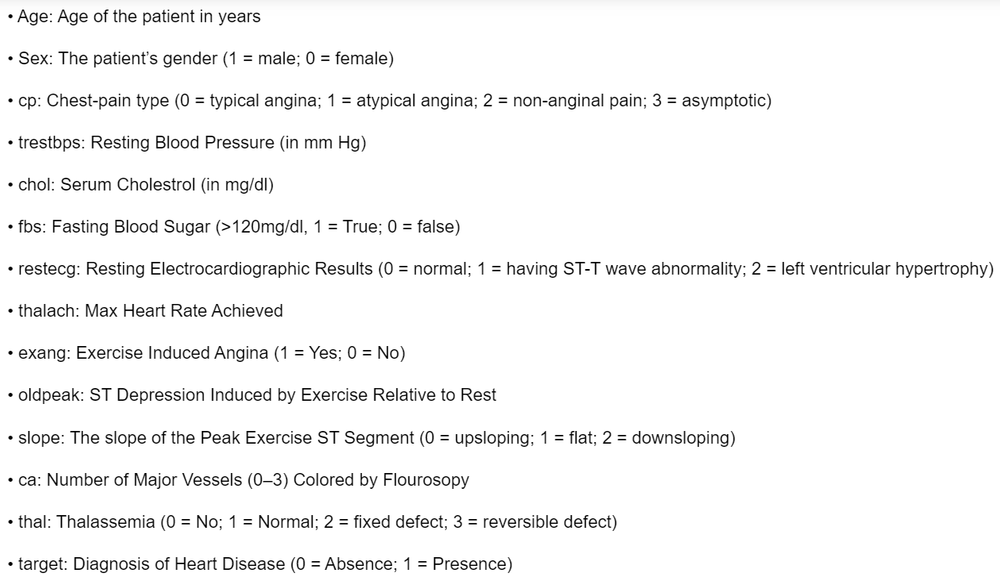 • Age: Age of the patient in years
• Sex: The patient’s gender (1 = male; 0 = female)
• cp: Chest-pain type (0 = typical angina; 1 = atypical angina; 2 = non-anginal pain; 3 = asymptotic)
• trestbps: Resting Blood Pressure (in mm Hg)
• chol: Serum Cholestrol (in mg/dl)
• fbs: Fasting Blood Sugar (>120mg/dl, 1 = True; 0 = false)
• restecg: Resting Electrocardiographic Results (0 = normal; 1 = having ST-T wave abnormality; 2 = left ventricular hypertrophy)
• thalach: Max Heart Rate Achieved
• exang: Exercise Induced Angina (1 = Yes; 0 = No)
• oldpeak: ST Depression Induced by Exercise Relative to Rest
• slope: The slope of the Peak Exercise ST Segment (0 = upsloping; 1 = flat; 2 = downsloping)
• ca: Number of Major Vessels (0–3) Colored by Flourosopy
• thal: Thalassemia (0 = No; 1 = Normal; 2 = fixed defect; 3 = reversible defect)
• target: Diagnosis of Heart Disease (0 = Absence; 1 = Presence)